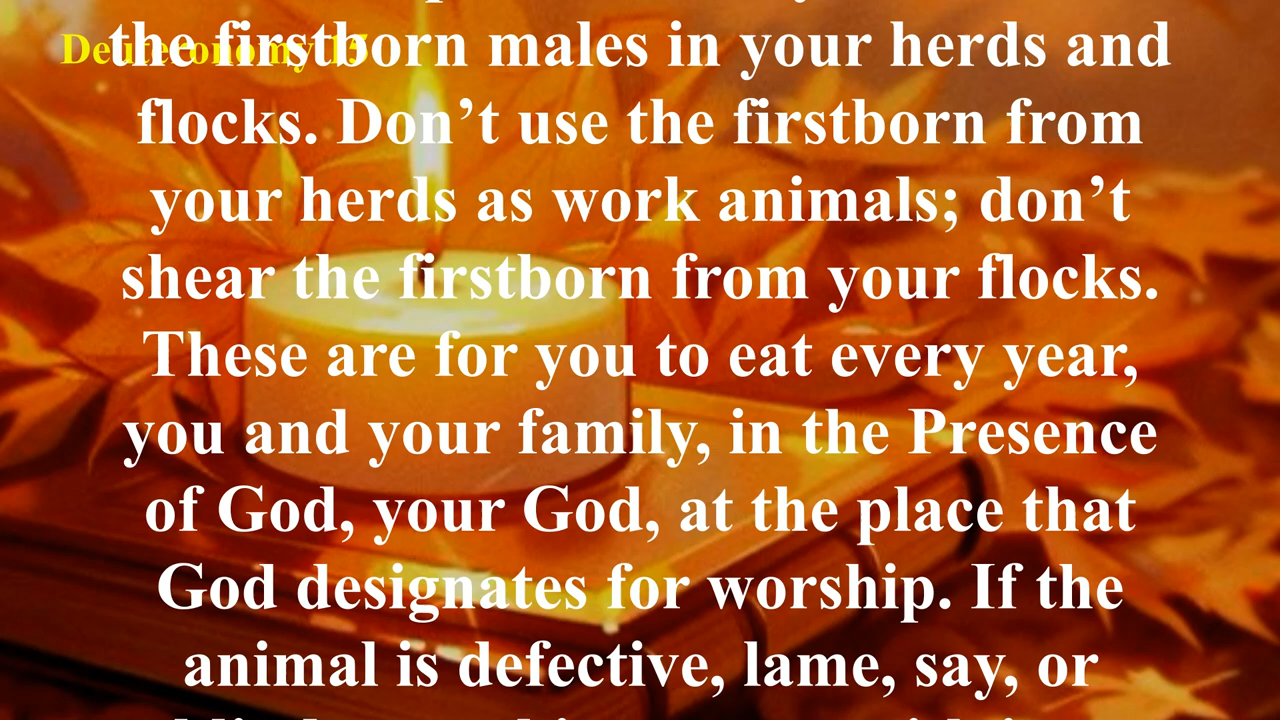 Deuteronomy 15
the firstborn males in your herds and
flocks. Don’t use the firstborn from
your herds as work animals; don’t
shear the firstborn from your flocks.
These are for you to eat every year,
you and your family, in the Presence
of God, your God, at the place that
God designates for worship. If the
animal is defective, lame, say, or